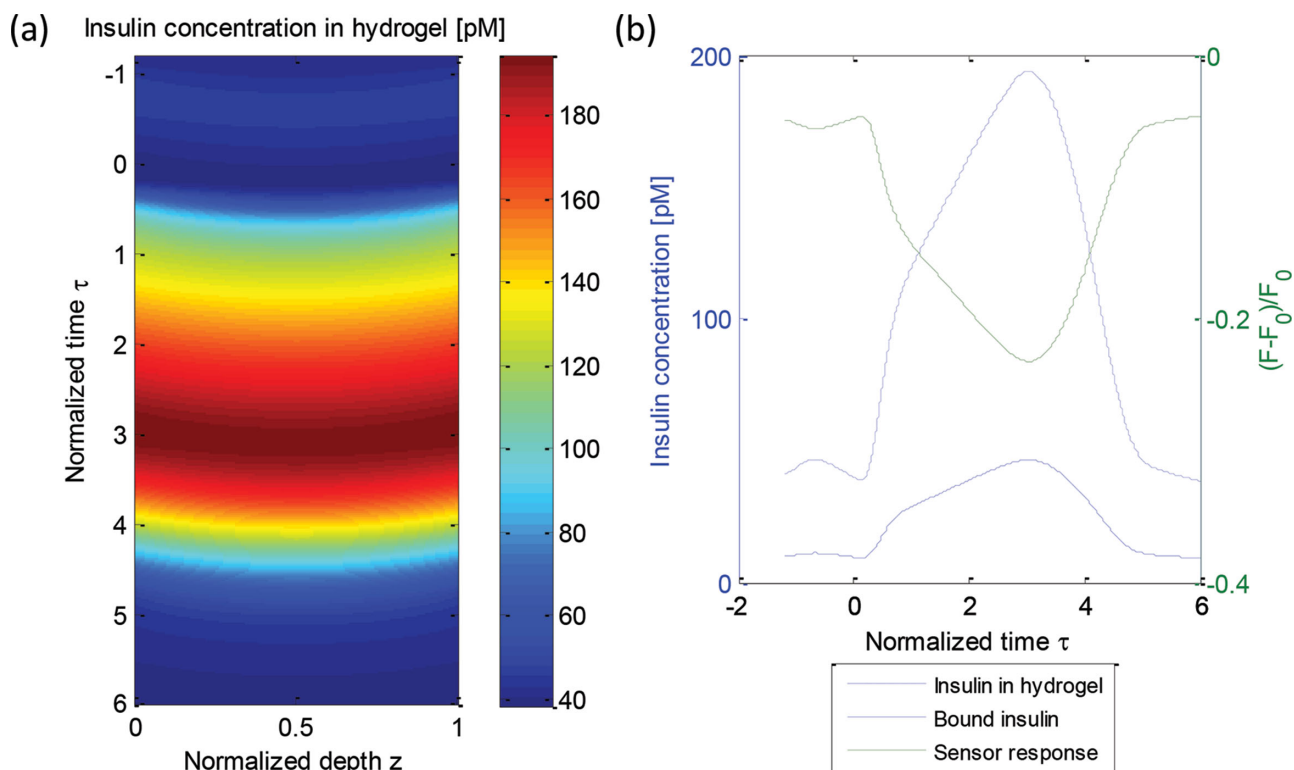 (a)
Insulin concentration in hydrogel [pM]
-1
0
1
2
3
4
5
6
Normalized time τ
0 0.5 1
Normalized depth z
180
160
140
120
100
80
60
40
(b)
200
100
0
Insulin concentration [pM]
0
-0.2
-0.4
(F-F0)/F0
-2 0 2 4 6
Normalized time τ
Insulin in hydrogel
Bound insulin
Sensor response